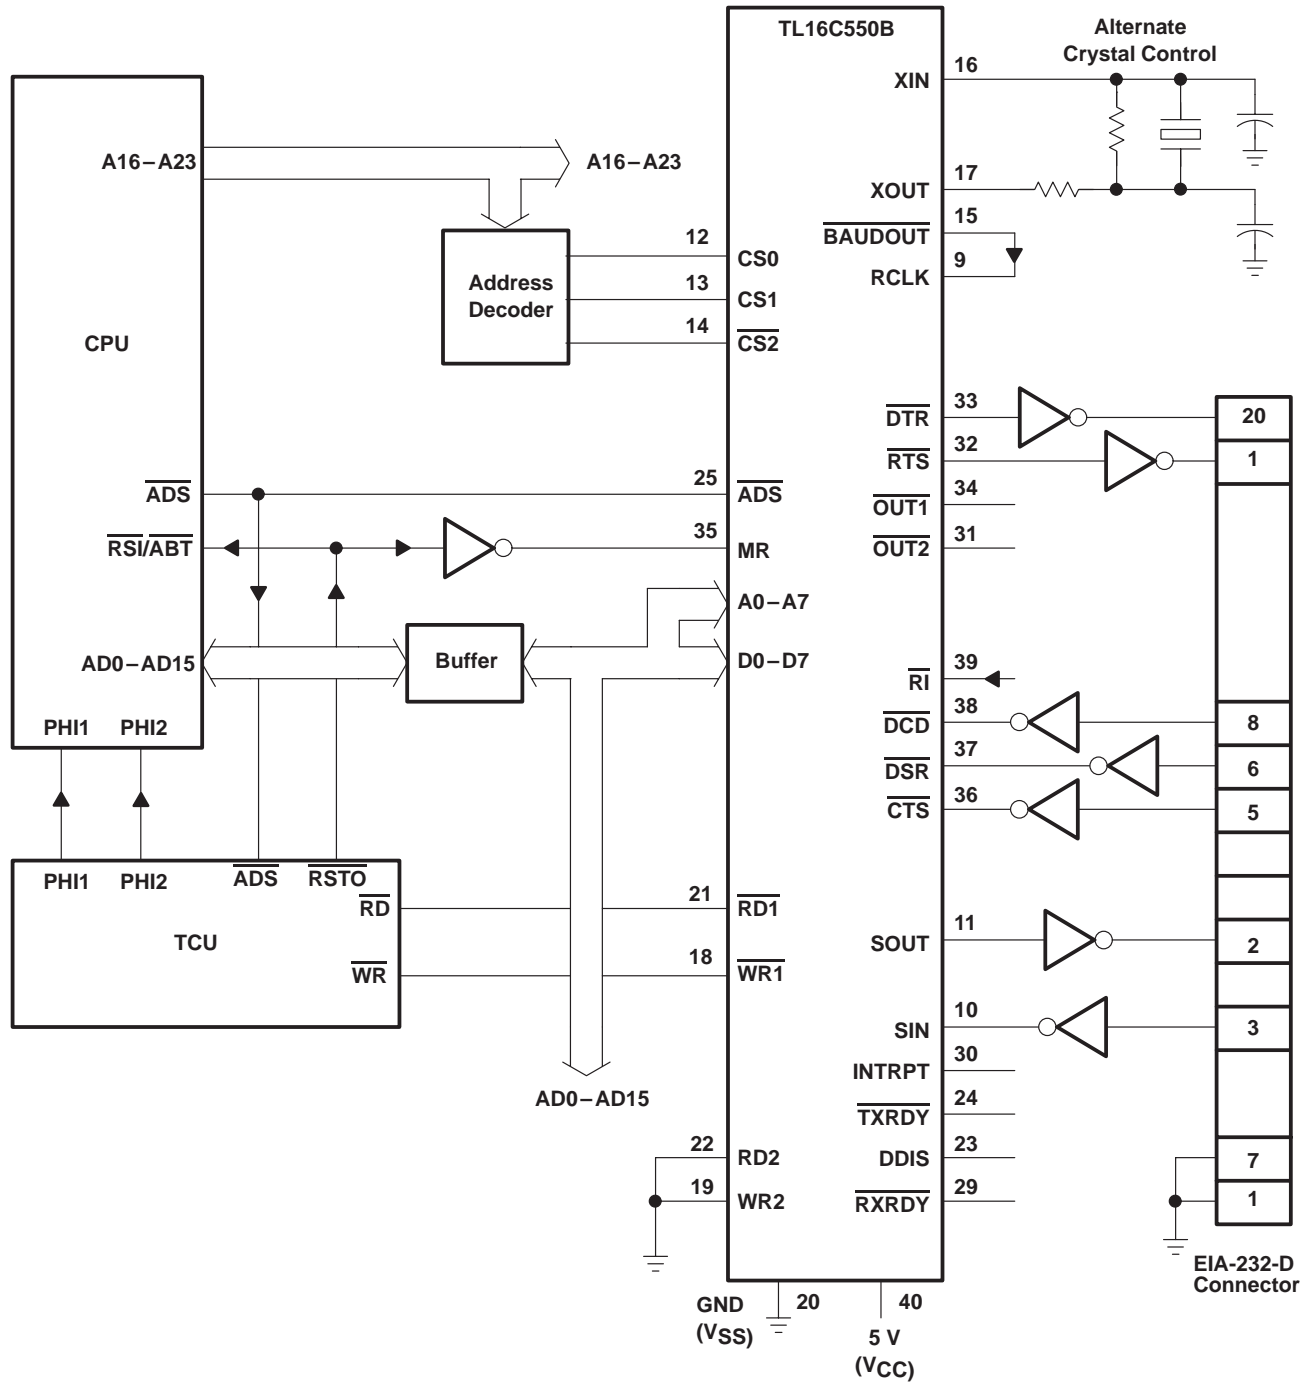 TL16C550B
Alternate
Crystal Control
XIN
16
A16–A23
A16–A23
XOUT
17
BAUDOUT
15
RCLK
9
Address
Decoder
12
CS0
13
CS1
14
CS2
CPU
DTR
33
20
RTS
32
1
OUT1
34
OUT2
31
ADS
25
ADS
RSI/ABT
35
MR
A0–A7
AD0–AD15
Buffer
D0–D7
RI
39
DCD
38
8
DSR
37
6
CTS
36
5
PHI1
PHI2
PHI1
PHI2
ADS
RSTO
RD
21
RD1
TCU
WR
18
WR1
SOUT
11
2
SIN
10
3
INTRPT
30
TXRDY
24
AD0–AD15
22
RD2
DDIS
23
7
19
WR2
RXRDY
29
1
EIA-232-D
Connector
GND
(VSS)
20
40
5 V
(VCC)